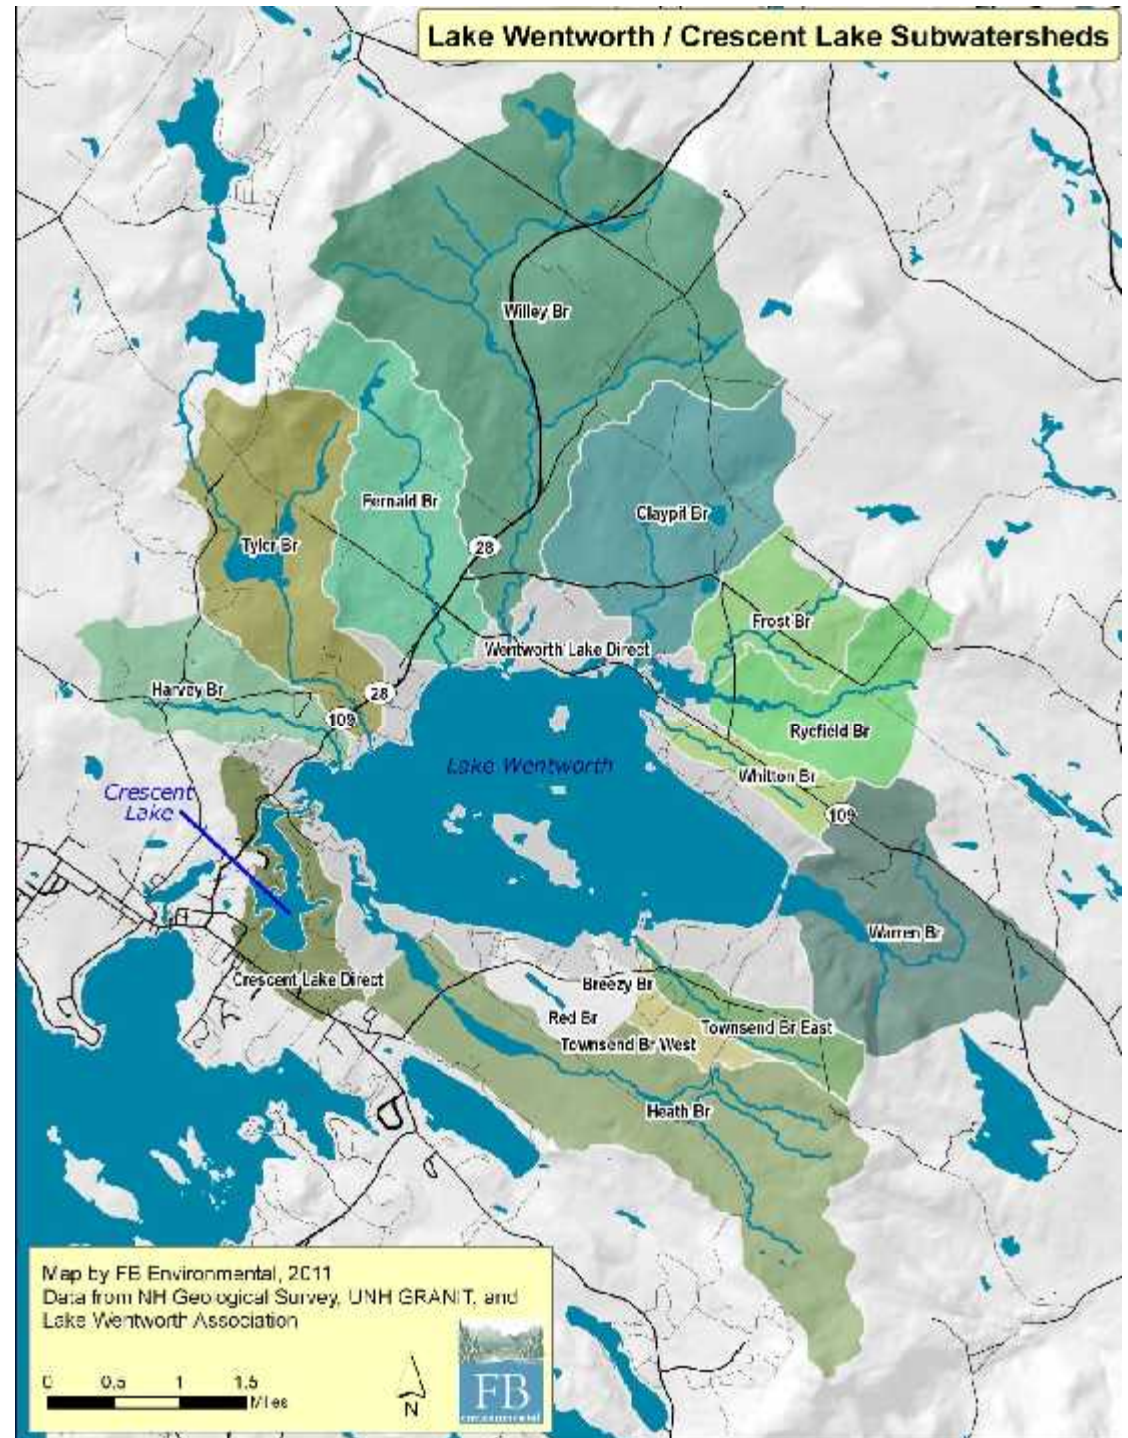 Lake Wentworth / Crescent Lake Subwatersheds
Willey Br
Fernald Br
Claypit Br
Tyler Br
28
Frost Br
Wentworth Lake Direct
Harvey Br
28
109
Ryefield Br
Lake Wentworth
Whitton Br
Crescent
Lake
109
Warren Br
Crescent Lake Direct
Breezy Br
Red Br
Townsend Br East
Townsend Br West
Heath Br
Map by FB Environmental, 2011
Data from NH Geological Survey, UNH GRANIT, and
Lake Wentworth Association
0 0.5 1 1.5
Miles
N
FB
environmental